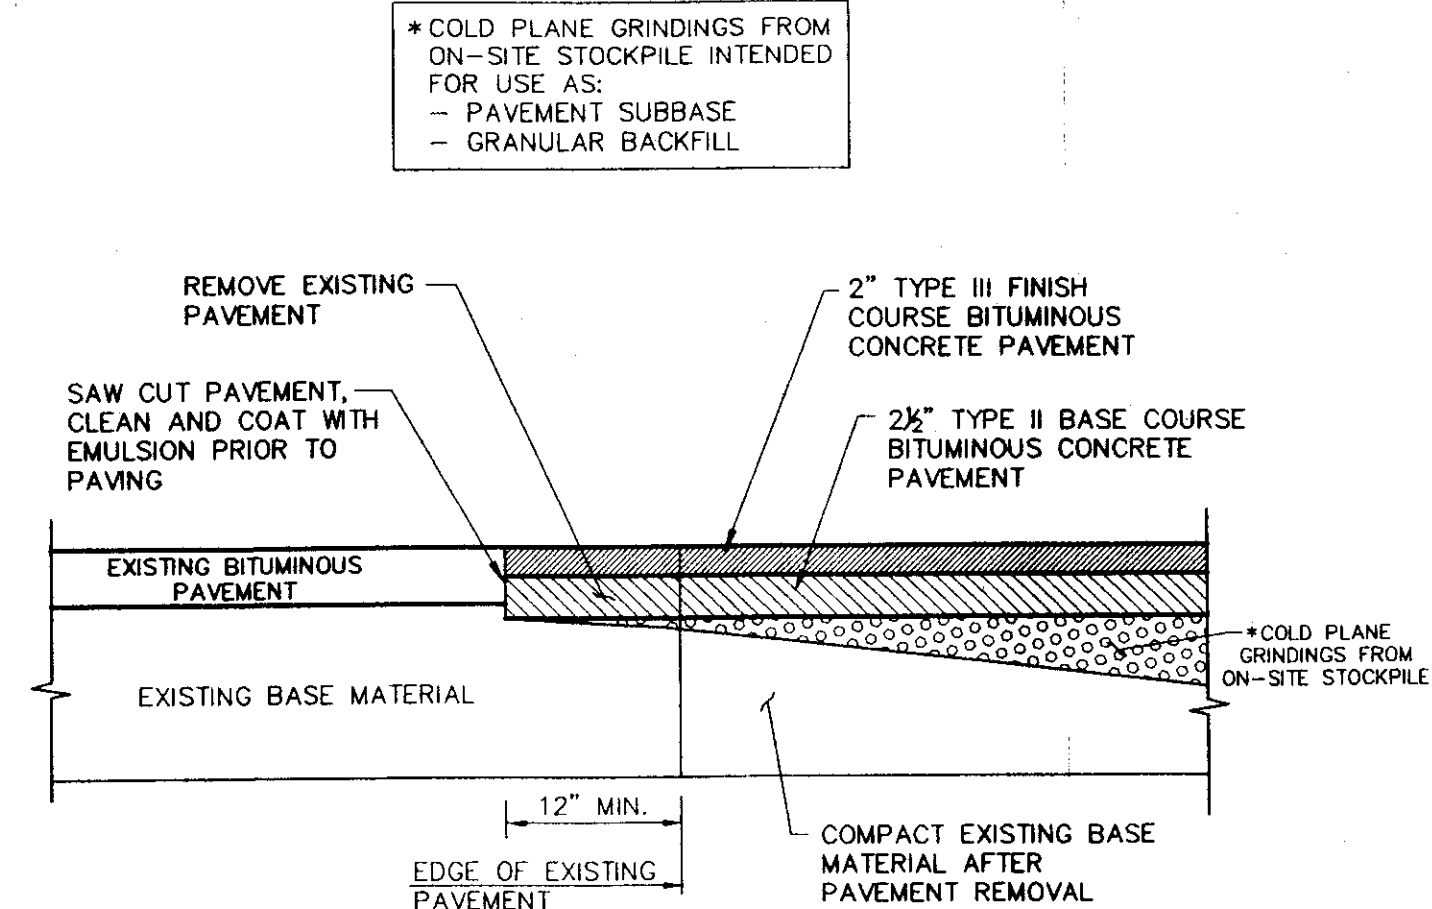 * COLD PLANE GRINDINGS FROM
ON-SITE STOCKPILE INTENDED
FOR USE AS:
- PAVEMENT SUBBASE
- GRANULAR BACKFILL
REMOVE EXISTING
PAVEMENT
2" TYPE III FINISH
COURSE BITUMINOUS
CONCRETE PAVEMENT
SAW CUT PAVEMENT,
CLEAN AND COAT WITH
EMULSION PRIOR TO
PAVING
2½" TYPE II BASE COURSE
BITUMINOUS CONCRETE
PAVEMENT
EXISTING BITUMINOUS
PAVEMENT
*COLD PLANE
GRINDINGS FROM
ON-SITE STOCKPILE
EXISTING BASE MATERIAL
12" MIN.
EDGE OF EXISTING
PAVEMENT
COMPACT EXISTING BASE
MATERIAL AFTER
PAVEMENT REMOVAL